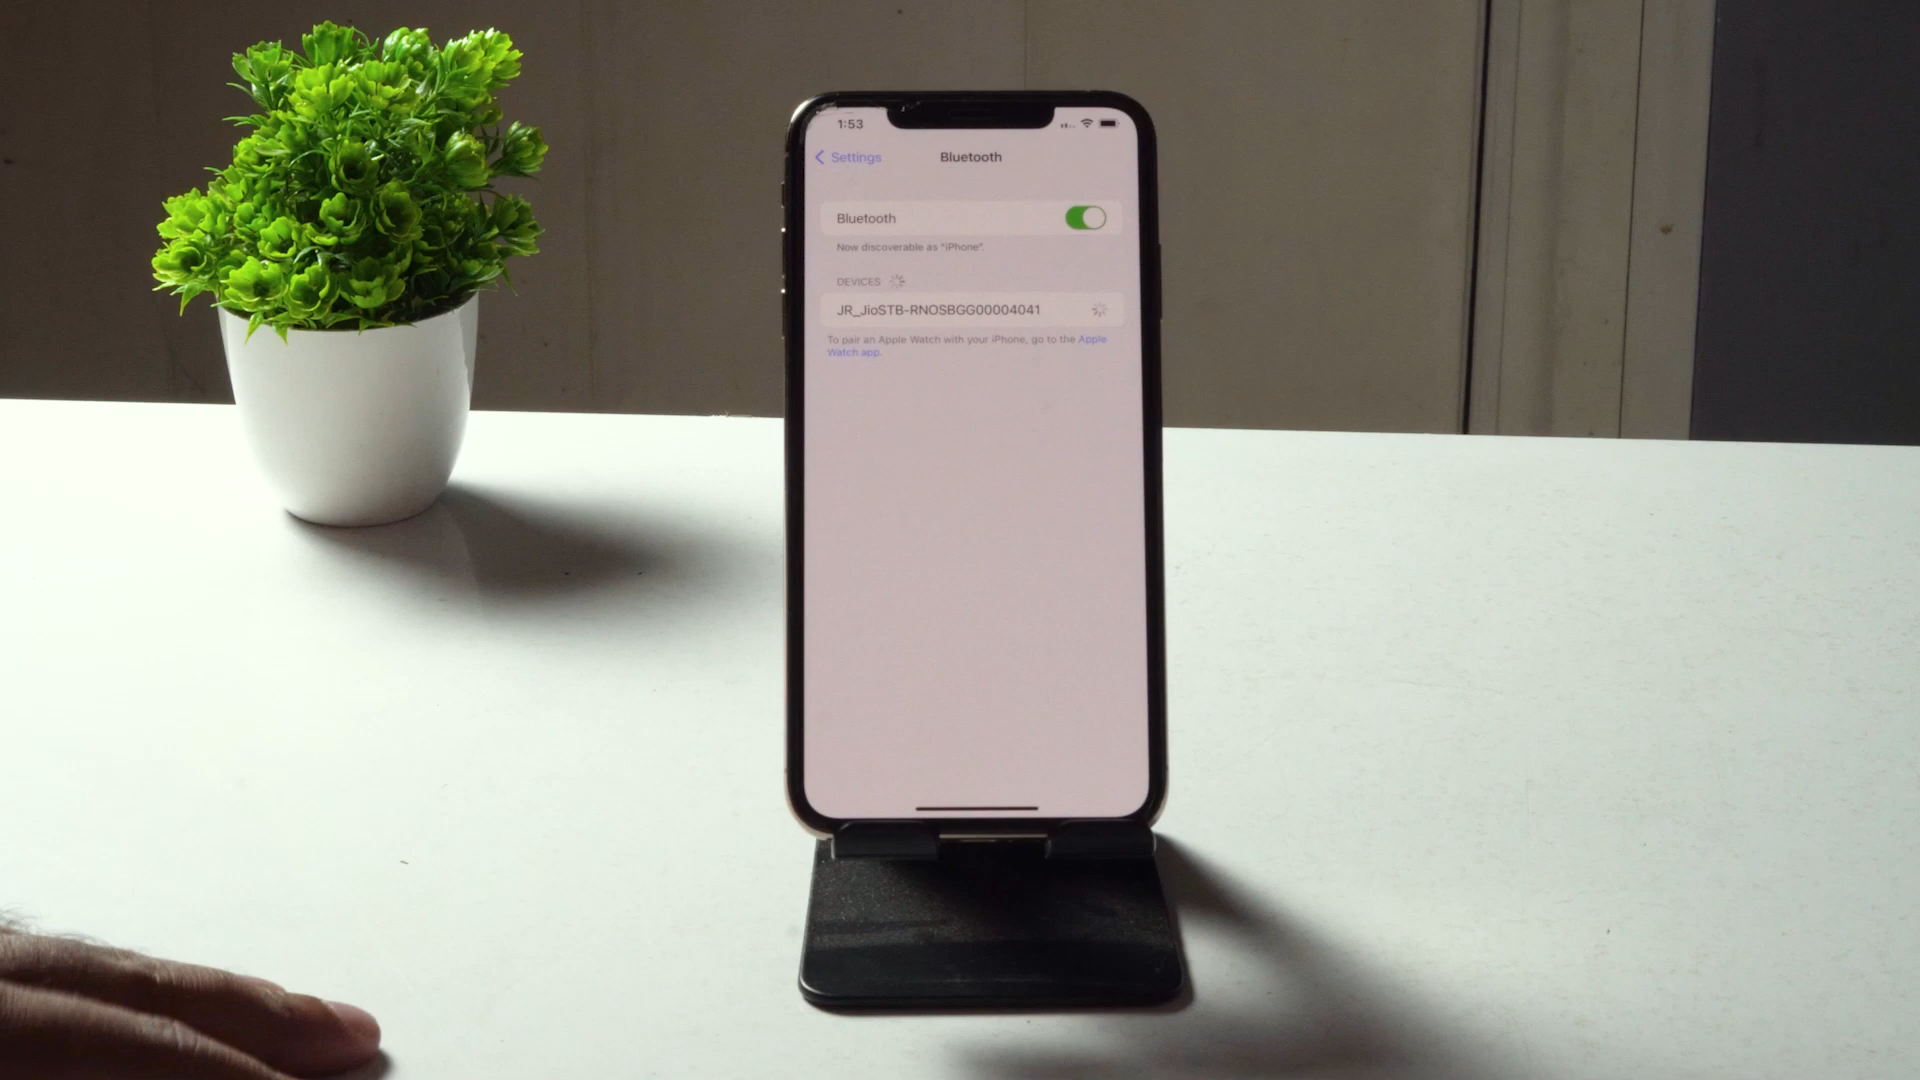 1:53
Settings
Bluetooth
Bluetooth
Now discoverable as “iPhone”.
DEVICES
JR_JioSTB-RNOSBGG00004041
To pair an Apple Watch with your iPhone, go to the Apple
Watch app.